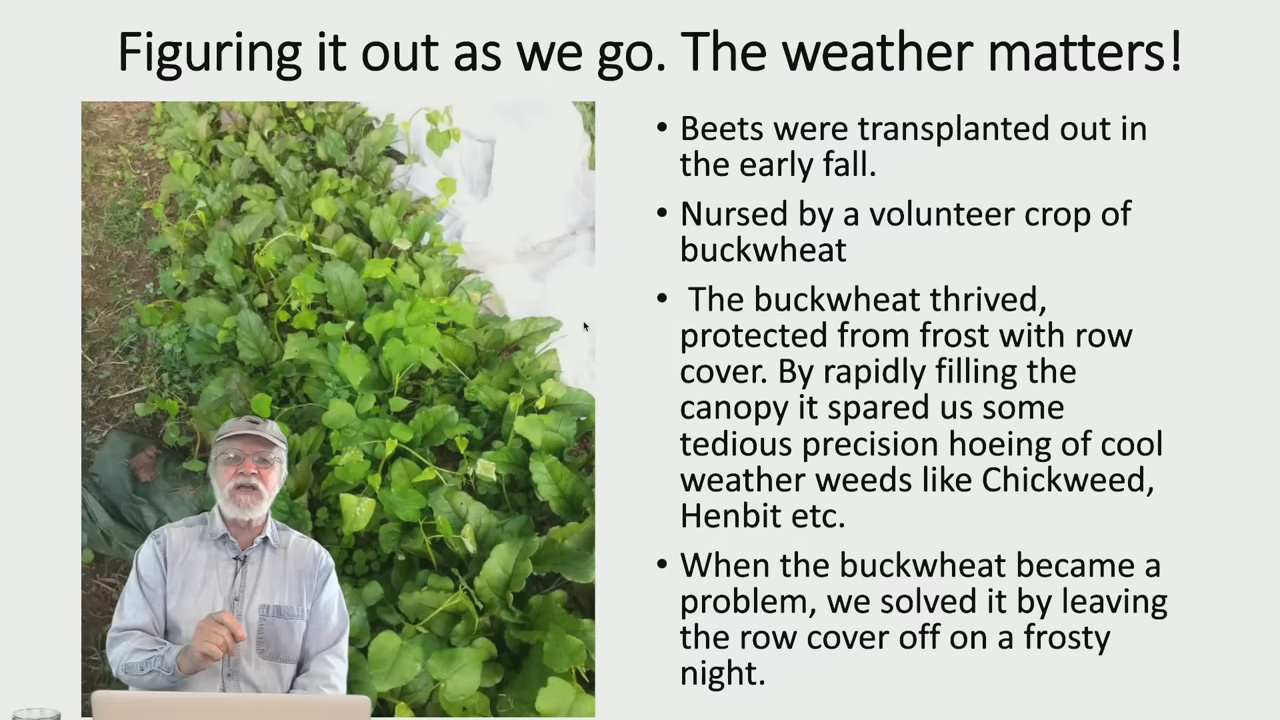 Figuring it out as we go. The weather matters!
• Beets were transplanted out in
the early fall.
• Nursed by a volunteer crop of
buckwheat
• The buckwheat thrived,
protected from frost with row
cover. By rapidly filling the
canopy it spared us some
tedious precision hoeing of cool
weather weeds like Chickweed,
Henbit etc.
• When the buckwheat became a
problem, we solved it by leaving
the row cover off on a frosty
night.